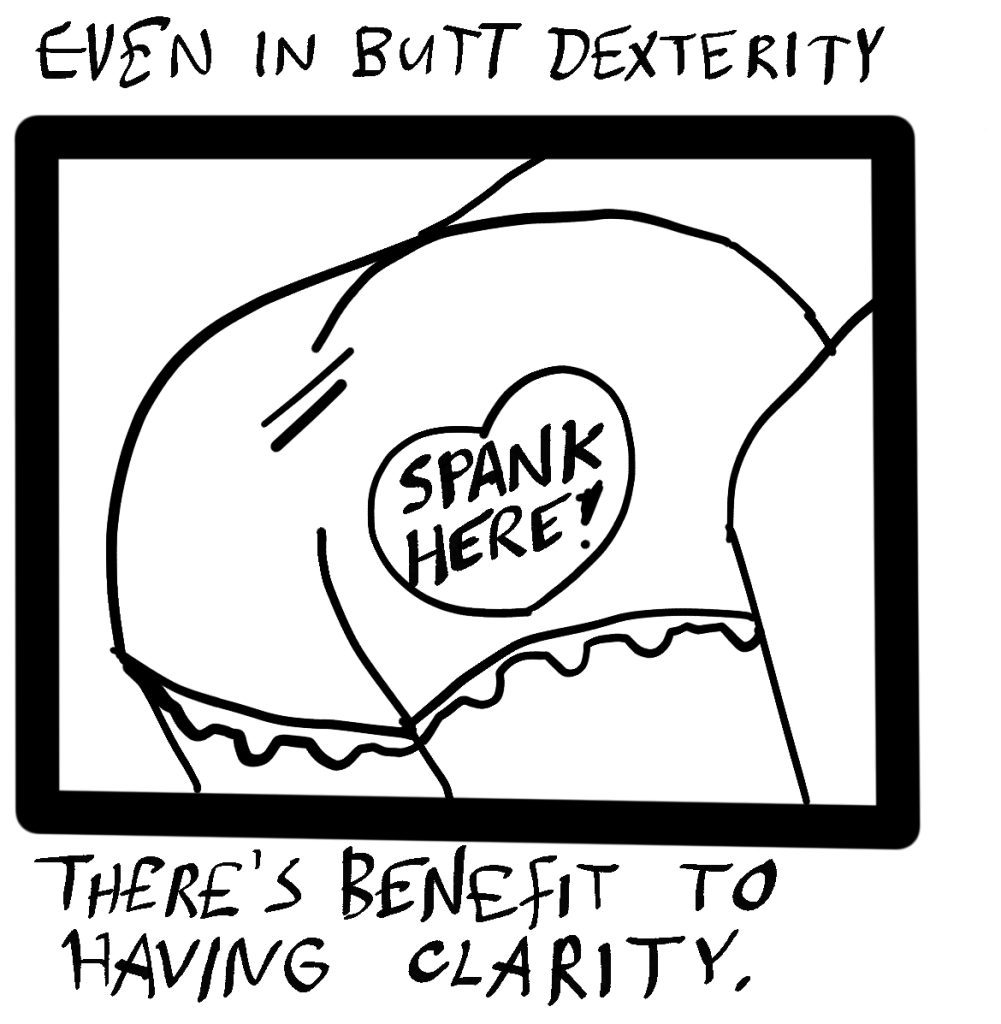 EVEN IN BUTT DEXTERITY
SPANK
HERE!
THERE'S BENEFIT TO
HAVING CLARITY.